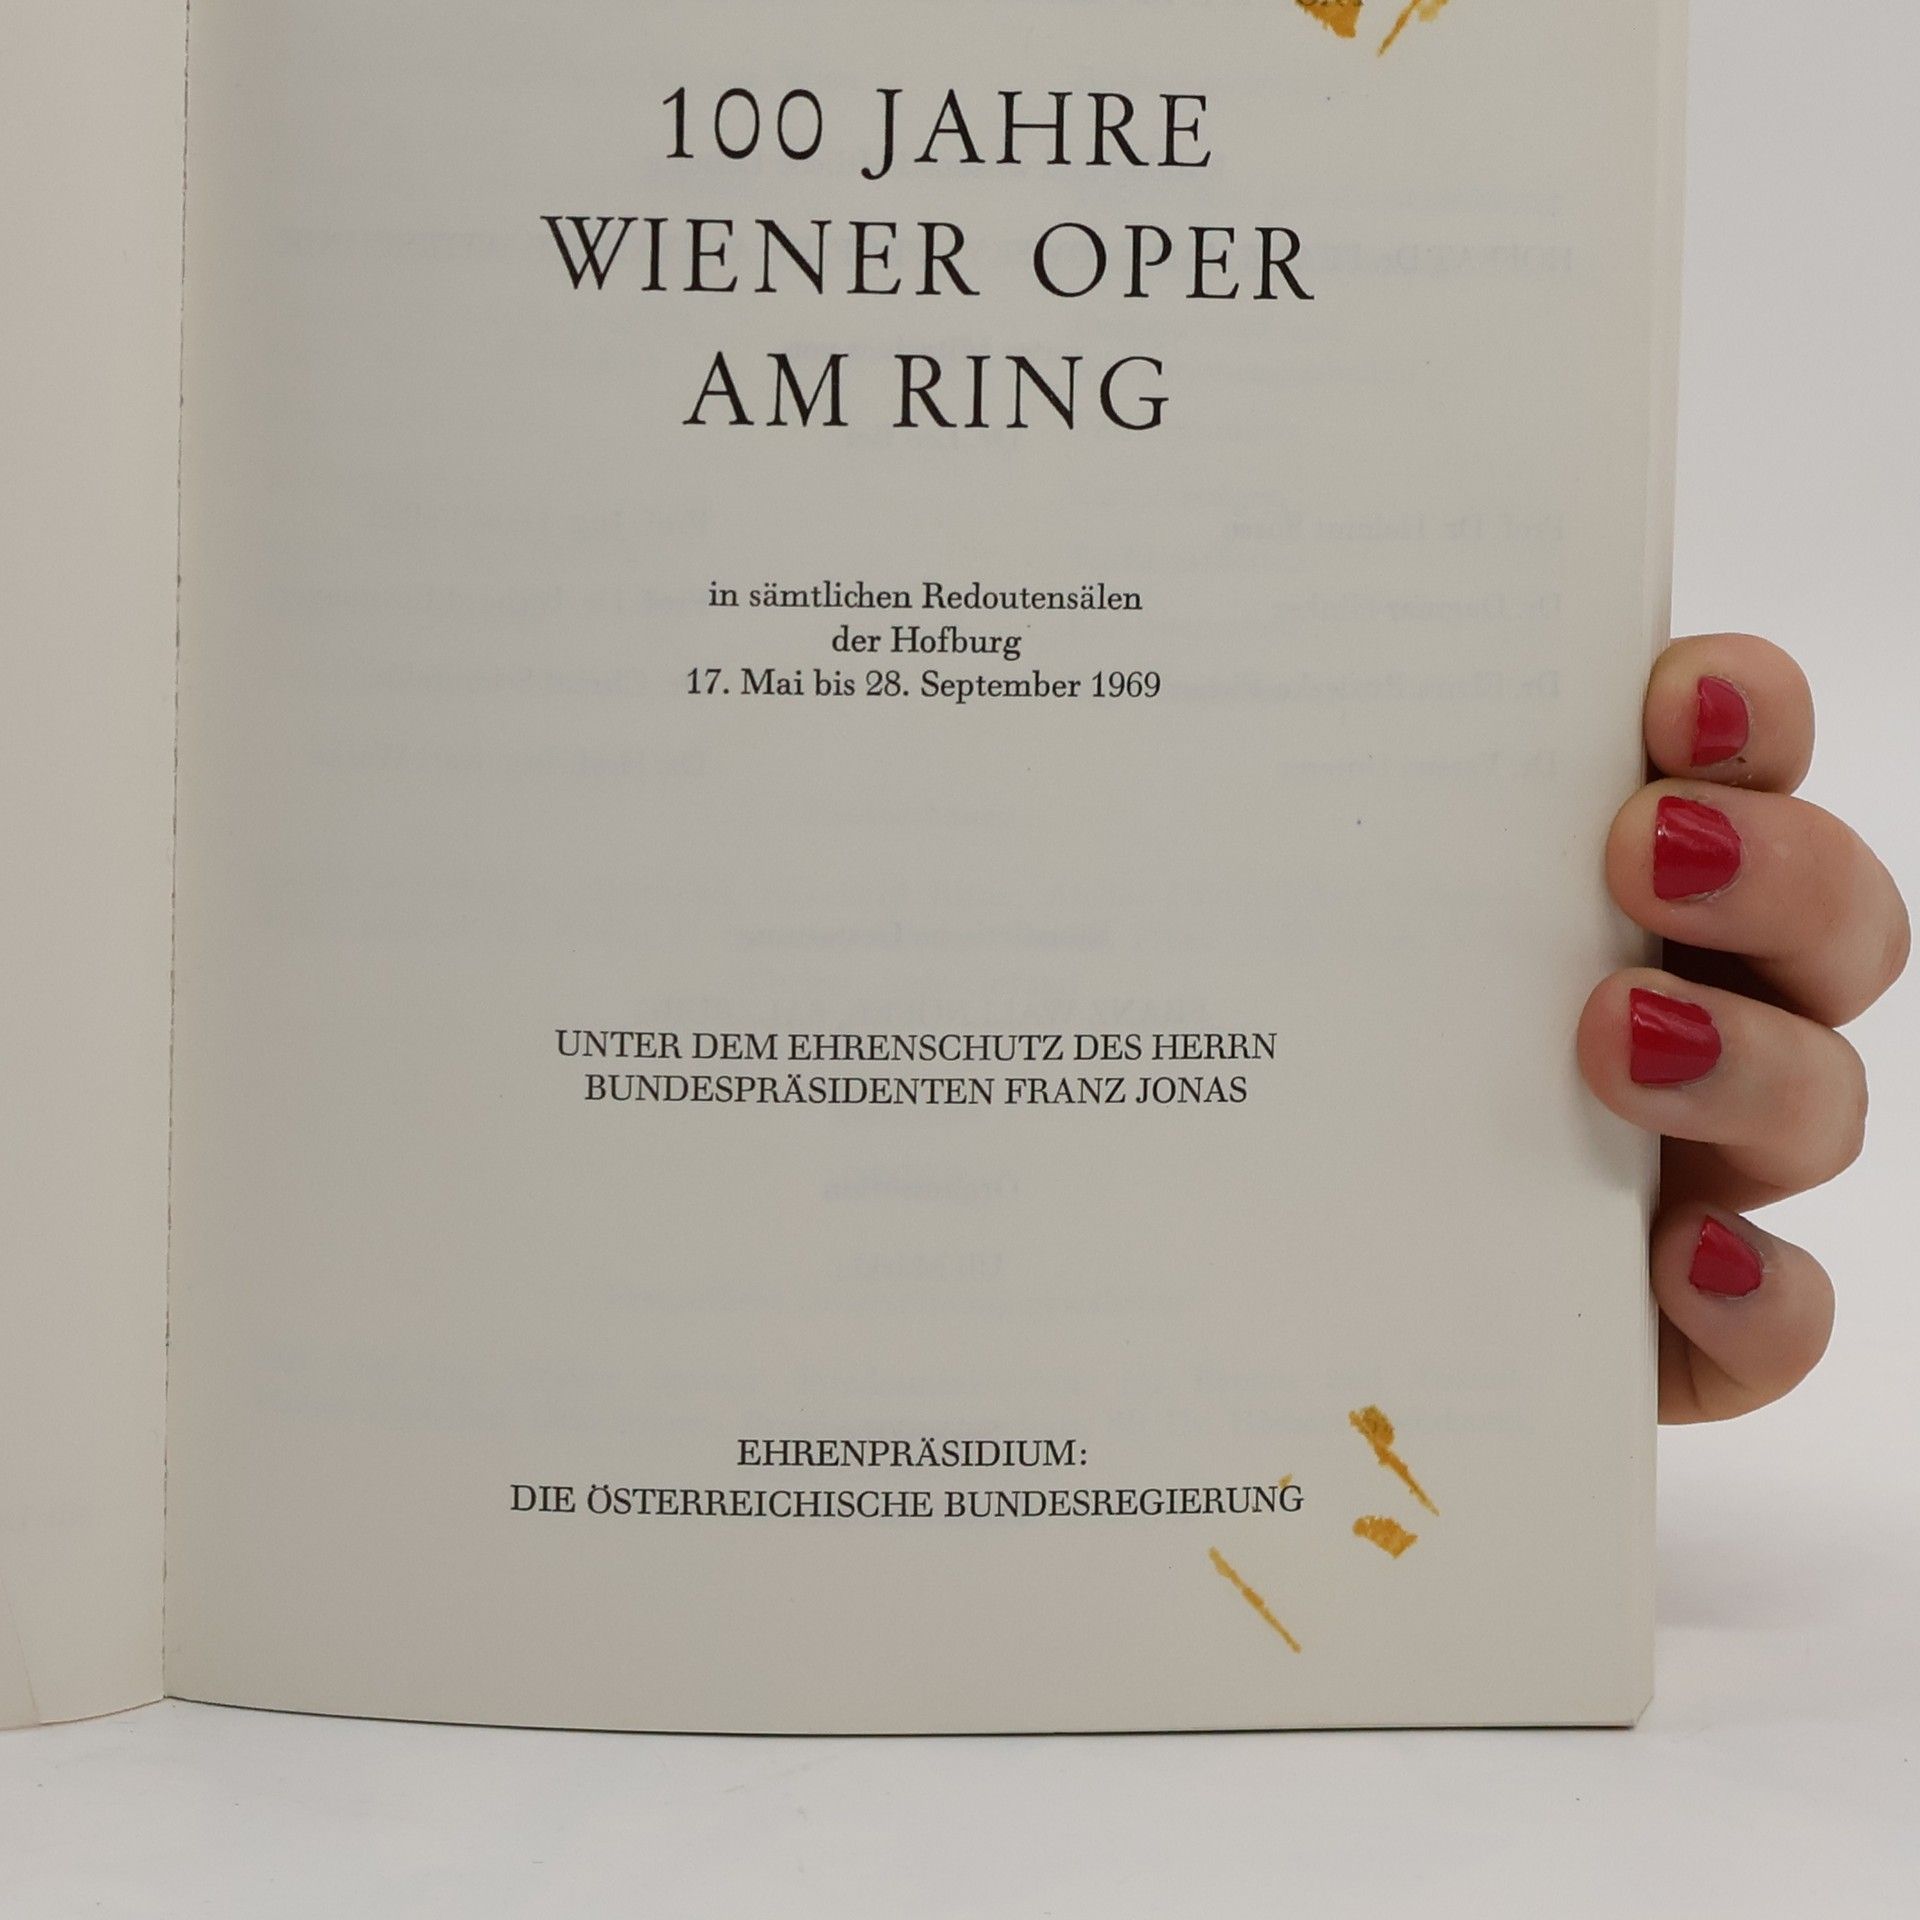 100 JAHRE
WIENER OPER
AM RING
in sämtlichen Redoutensälen
der Hofburg
17. Mai bis 28. September 1969
UNTER DEM EHRENSCHUTZ DES HERRN
BUNDESPRÄSIDENTEN FRANZ JONAS
EHRENPRÄSIDIUM:
DIE ÖSTERREICHISCHE BUNDESREGIERUNG